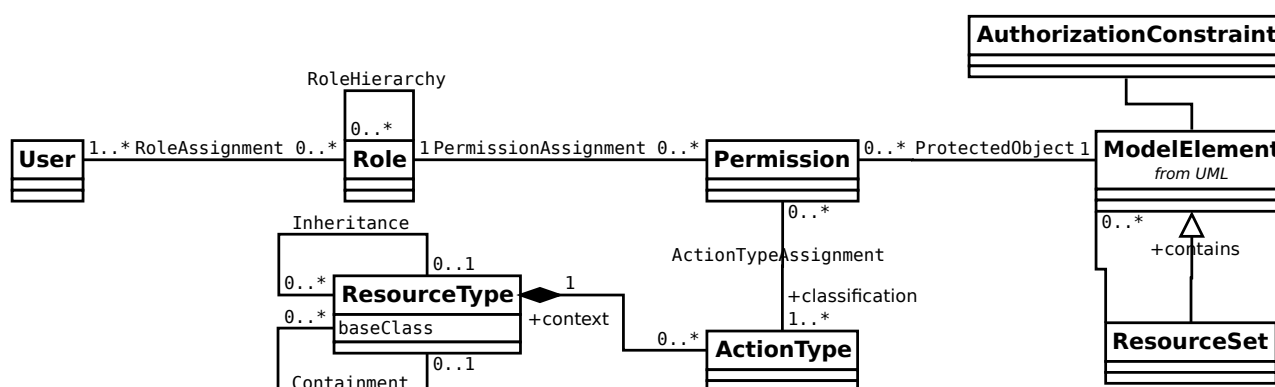 AuthorizationConstraint
RoleHierarchy
0..*
User
1..* RoleAssignment 0..*
Role
1 PermissionAssignment 0..*
Permission
0..* ProtectedObject 1
ModelElement
from UML
0..*
+contains
0..*
ActionTypeAssignment
+classification
1..*
Inheritance
0..1
0..*
ResourceType
1
+context
0..*
baseClass
0..*
0..1
Containment
ActionType
ResourceSet